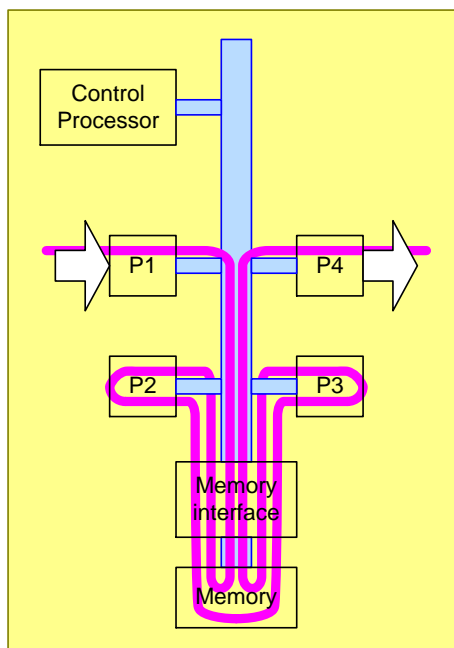 Control
Processor
P1
P4
P2
P3
Memory
interface
Memory